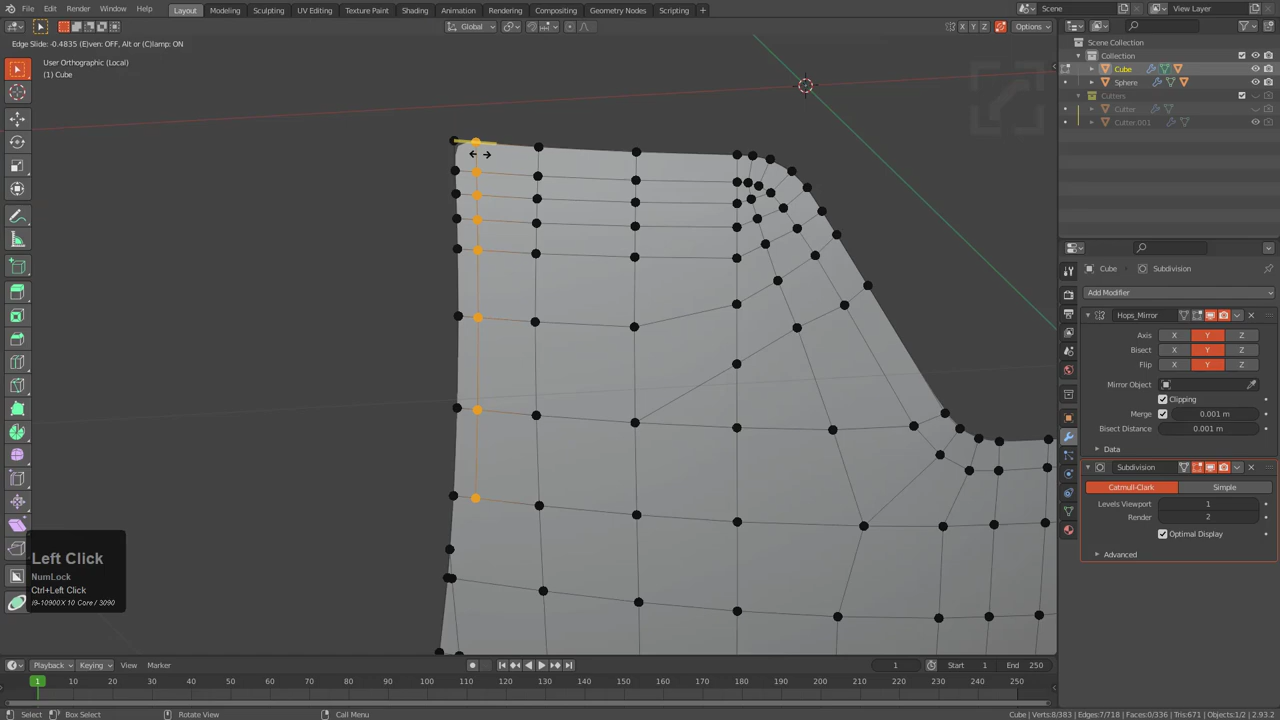 File Edit Render Window Help Layout Modeling Sculpting UV Editing Texture Paint Shading Animation Rendering Compositing Geometry Nodes Scripting Scene View Layer
Global X Y Z Options
Edge Slide: -0.4835 (E)ven: OFF, Alt or (C)lamp: ON
User Orthographic (Local)
(1) Cube
Scene Collection
Collection
Cube
Sphere
Cutters
Cutter
Cutter.001
Cube Subdivision
Add Modifier
Hops_Mirror
Axis X Y Z
Bisect X Y Z
Flip X Y Z
Mirror Object
Clipping
Merge 0.001 m
Bisect Distance 0.001 m
Data
Subdivision
Catmull-Clark Simple
Levels Viewport 1
Render 2
Optimal Display
Advanced
Left Click
NumLock
Ctrl+Left Click
i9-10900X 10 Core / 3090
Playback Keying View Marker 1 Start 1 End 250
1 10 20 30 40 50 60 70 80 90 100 110 120 130 140 150 160 170 180 190 200 210 220 230 240 250
Select Box Select Rotate View Call Menu Cube | Verts:8/383 | Edges:7/718 | Faces:0/336 | Tris:671 | Objects:1/2 | 2.93.2